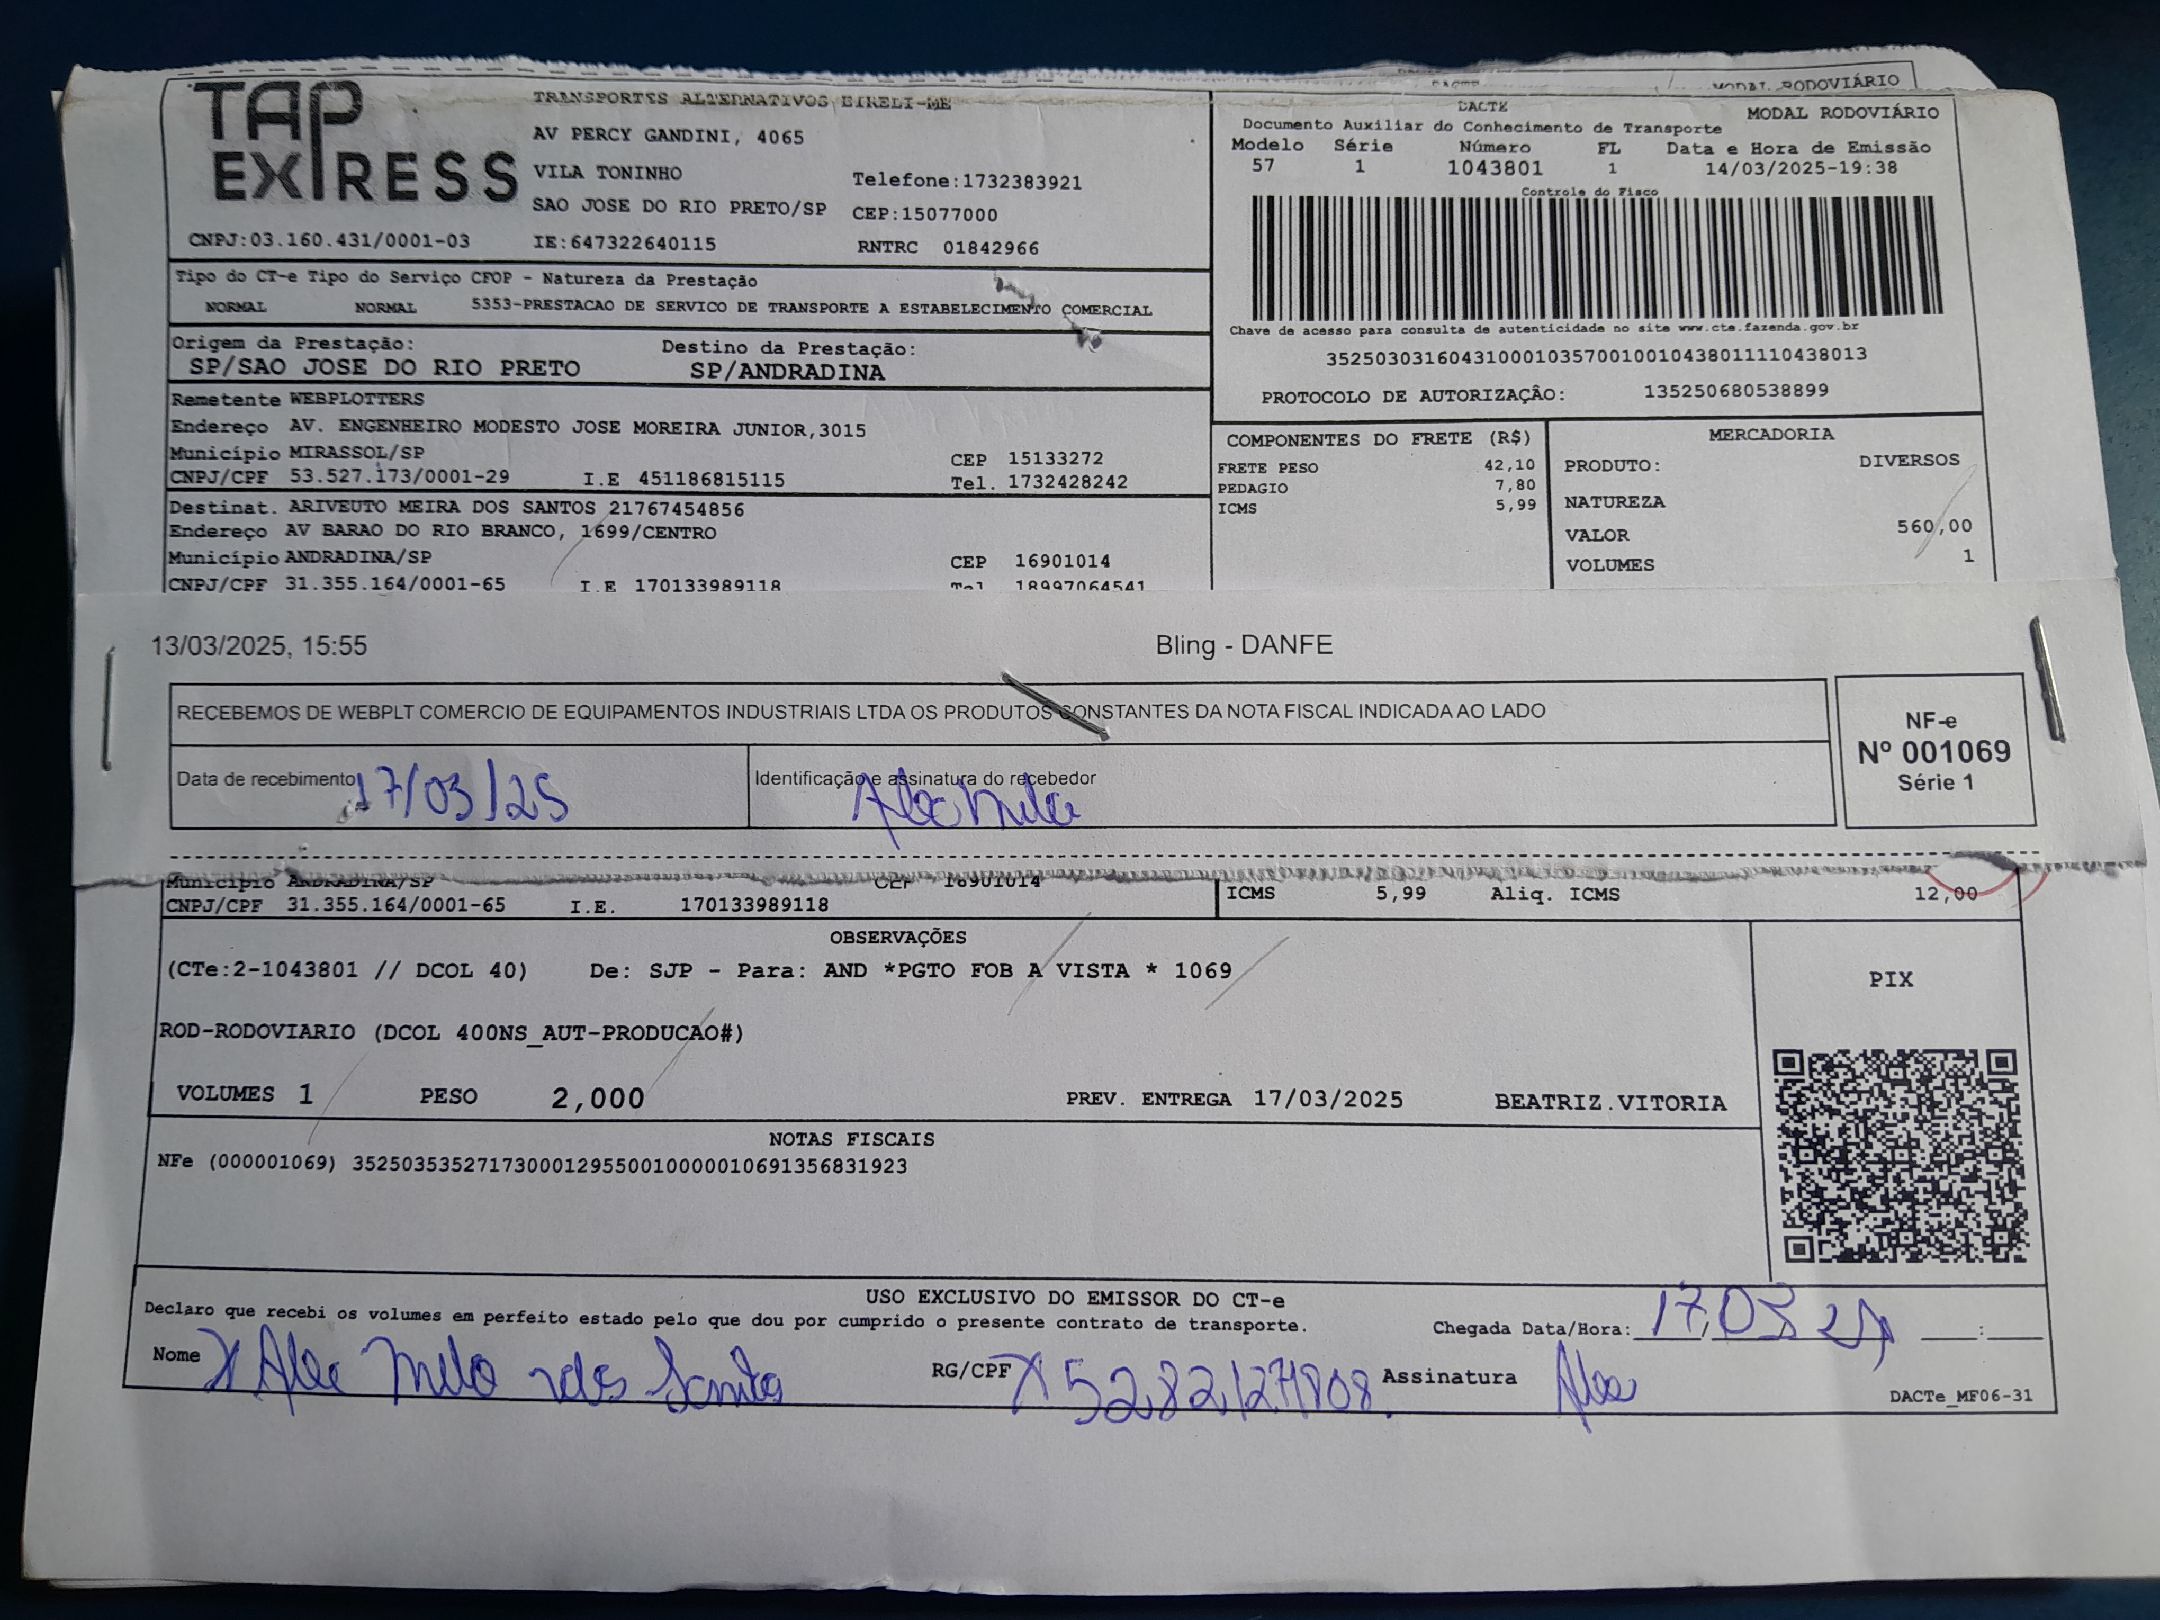 TAP EXPRESS
TRANSPORTES ALTERNATIVOS EIRELI-ME
AV PERCY GANDINI, 4065
VILA TONINHO
Telefone:1732383921
SAO JOSE DO RIO PRETO/SP CEP:15077000
CNPJ:03.160.431/0001-03 IE:647322640115 RNTRC 01842966
MODAL RODOVIÁRIO
DACTE MODAL RODOVIÁRIO
Documento Auxiliar do Conhecimento de Transporte
Modelo Série Número FL Data e Hora de Emissão
57 1 1043801 1 14/03/2025-19:38
Controle do Fisco
Chave de acesso para consulta de autenticidade no site www.cte.fazenda.gov.br
35250303160431000103570010010438011110438013
PROTOCOLO DE AUTORIZAÇÃO: 135250680538899
Tipo do CT-e Tipo do Serviço CFOP - Natureza da Prestação
NORMAL NORMAL 5353-PRESTACAO DE SERVICO DE TRANSPORTE A ESTABELECIMENTO COMERCIAL
Origem da Prestação: Destino da Prestação:
SP/SAO JOSE DO RIO PRETO SP/ANDRADINA
Remetente WEBPLOTTERS
Endereço AV. ENGENHEIRO MODESTO JOSE MOREIRA JUNIOR,3015
Município MIRASSOL/SP CEP 15133272
CNPJ/CPF 53.527.173/0001-29 I.E 451186815115 Tel. 1732428242
Destinat. ARIVEUTO MEIRA DOS SANTOS 21767454856
Endereço AV BARAO DO RIO BRANCO, 1699/CENTRO
Município ANDRADINA/SP CEP 16901014
CNPJ/CPF 31.355.164/0001-65 I.E 170133989118 Tel 18997064541
COMPONENTES DO FRETE (R$)
FRETE PESO 42,10
PEDAGIO 7,80
ICMS 5,99
MERCADORIA
PRODUTO: DIVERSOS
NATUREZA
VALOR 560,00
VOLUMES 1
13/03/2025, 15:55 Bling - DANFE
RECEBEMOS DE WEBPLT COMERCIO DE EQUIPAMENTOS INDUSTRIAIS LTDA OS PRODUTOS CONSTANTES DA NOTA FISCAL INDICADA AO LADO
NF-e
Nº 001069
Série 1
Data de recebimento 17/03/25
Identificação e assinatura do recebedor
Município ANDRADINA/SP CEP 16901014
CNPJ/CPF 31.355.164/0001-65 I.E. 170133989118
ICMS 5,99 Aliq. ICMS 12,00
OBSERVAÇÕES
(CTe:2-1043801 // DCOL 40) De: SJP - Para: AND *PGTO FOB A VISTA * 1069
ROD-RODOVIARIO (DCOL 400NS_AUT-PRODUCAO#)
VOLUMES 1 PESO 2,000 PREV. ENTREGA 17/03/2025 BEATRIZ.VITORIA
PIX
NOTAS FISCAIS
NFe (000001069) 35250353527173000129550010000010691356831923
USO EXCLUSIVO DO EMISSOR DO CT-e
Declaro que recebi os volumes em perfeito estado pelo que dou por cumprido o presente contrato de transporte.
Chegada Data/Hora: 17/03
Nome dos Santos RG/CPF Assinatura
DACTe_MF06-31